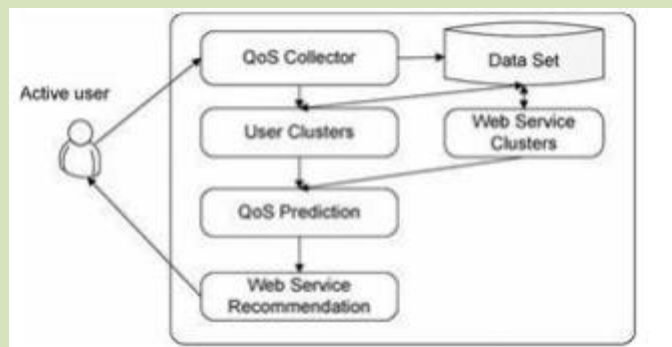 QoS Collector
Data Set
Active user
User Clusters
Web Service
Clusters
QoS Prediction
Web Service
Recommendation